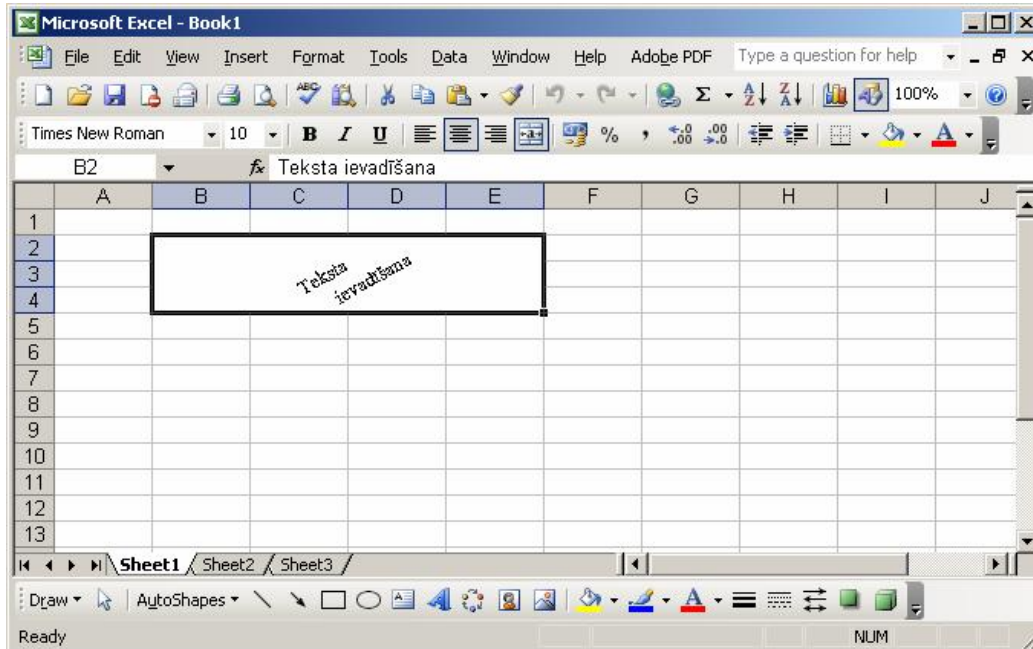 Microsoft Excel - Book1
File Edit View Insert Format Tools Data Window Help Adobe PDF Type a question for help
Σ 100%
Times New Roman 10 B I U % ,
B2 fx Teksta ievadīšana
A B C D E F G H I J
1
2
3
4
5
6
7
8
9
10
11
12
13
Teksta
ievadīšana
Sheet1 Sheet2 Sheet3
Draw AutoShapes
Ready NUM